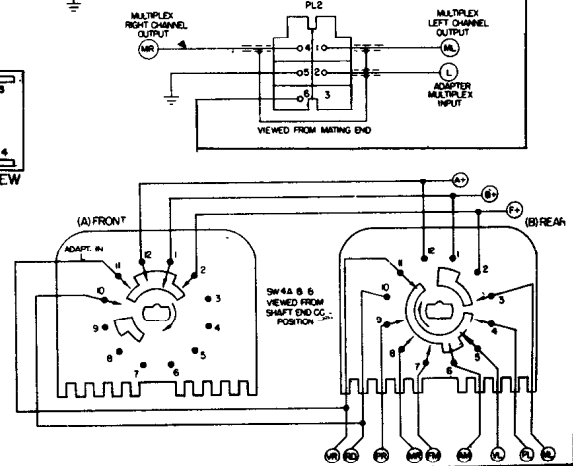 PL2
MULTIPLEX
RIGHT CHANNEL
OUTPUT
MULTIPLEX
LEFT CHANNEL
OUTPUT
MR
4 1
ML
5 2
L
6 3
ADAPTER
MULTIPLEX
INPUT
VIEWED FROM MATING END
4
EW
A+
B+
F+
(A) FRONT
(B) REAR
ADAPT. IN
12 1
11 2
10 3
9 4
8 5
7 6
SW4A & B
VIEWED FROM
SHAFT END CC
POSITION
12 1
11 2
10 3
9 4
8 5
7 6
VR RD PR MR FM VL PL ML